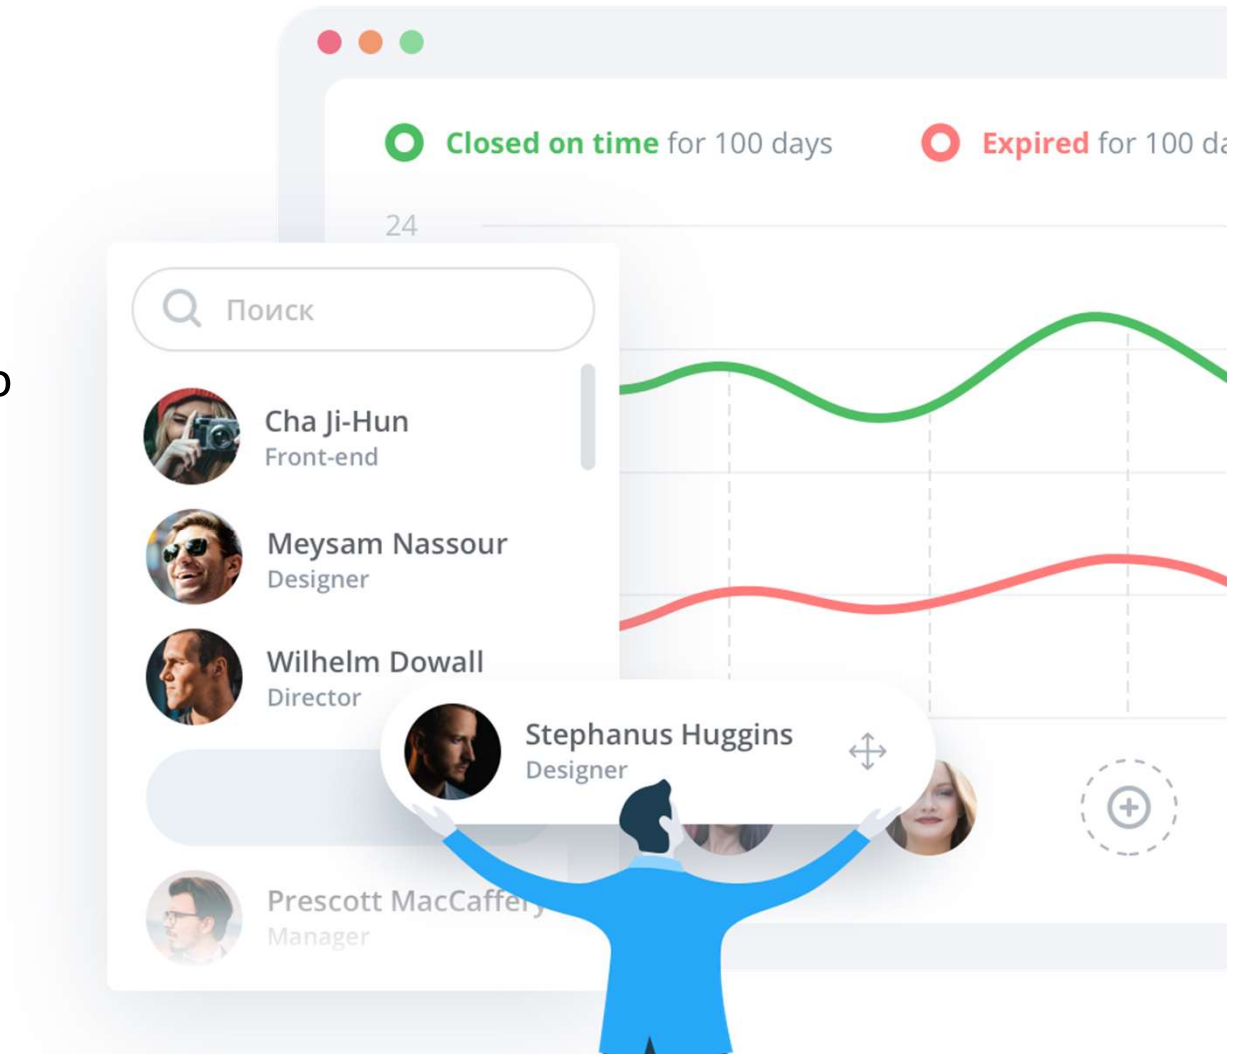 Closed on time for 100 days
Expired for 100 da
24
Поиск
о
Cha Ji-Hun
Front-end
Meysam Nassour
Designer
Wilhelm Dowall
Director
Stephanus Huggins
Designer
Prescott MacCaffery
Manager